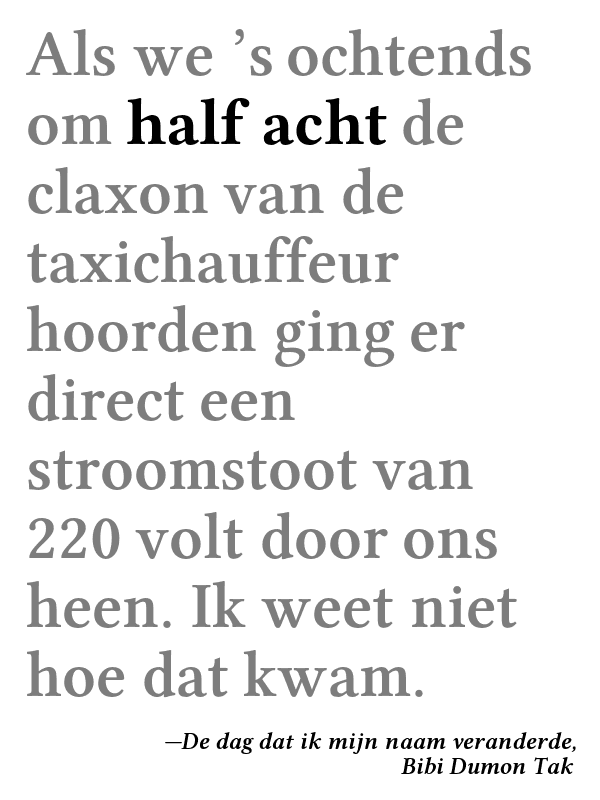 Als we ’s ochtends
om half acht de
claxon van de
taxichauffeur
hoorden ging er
direct een
stroomstoot van
220 volt door ons
heen. Ik weet niet
hoe dat kwam.
—De dag dat ik mijn naam veranderde,
Bibi Dumon Tak